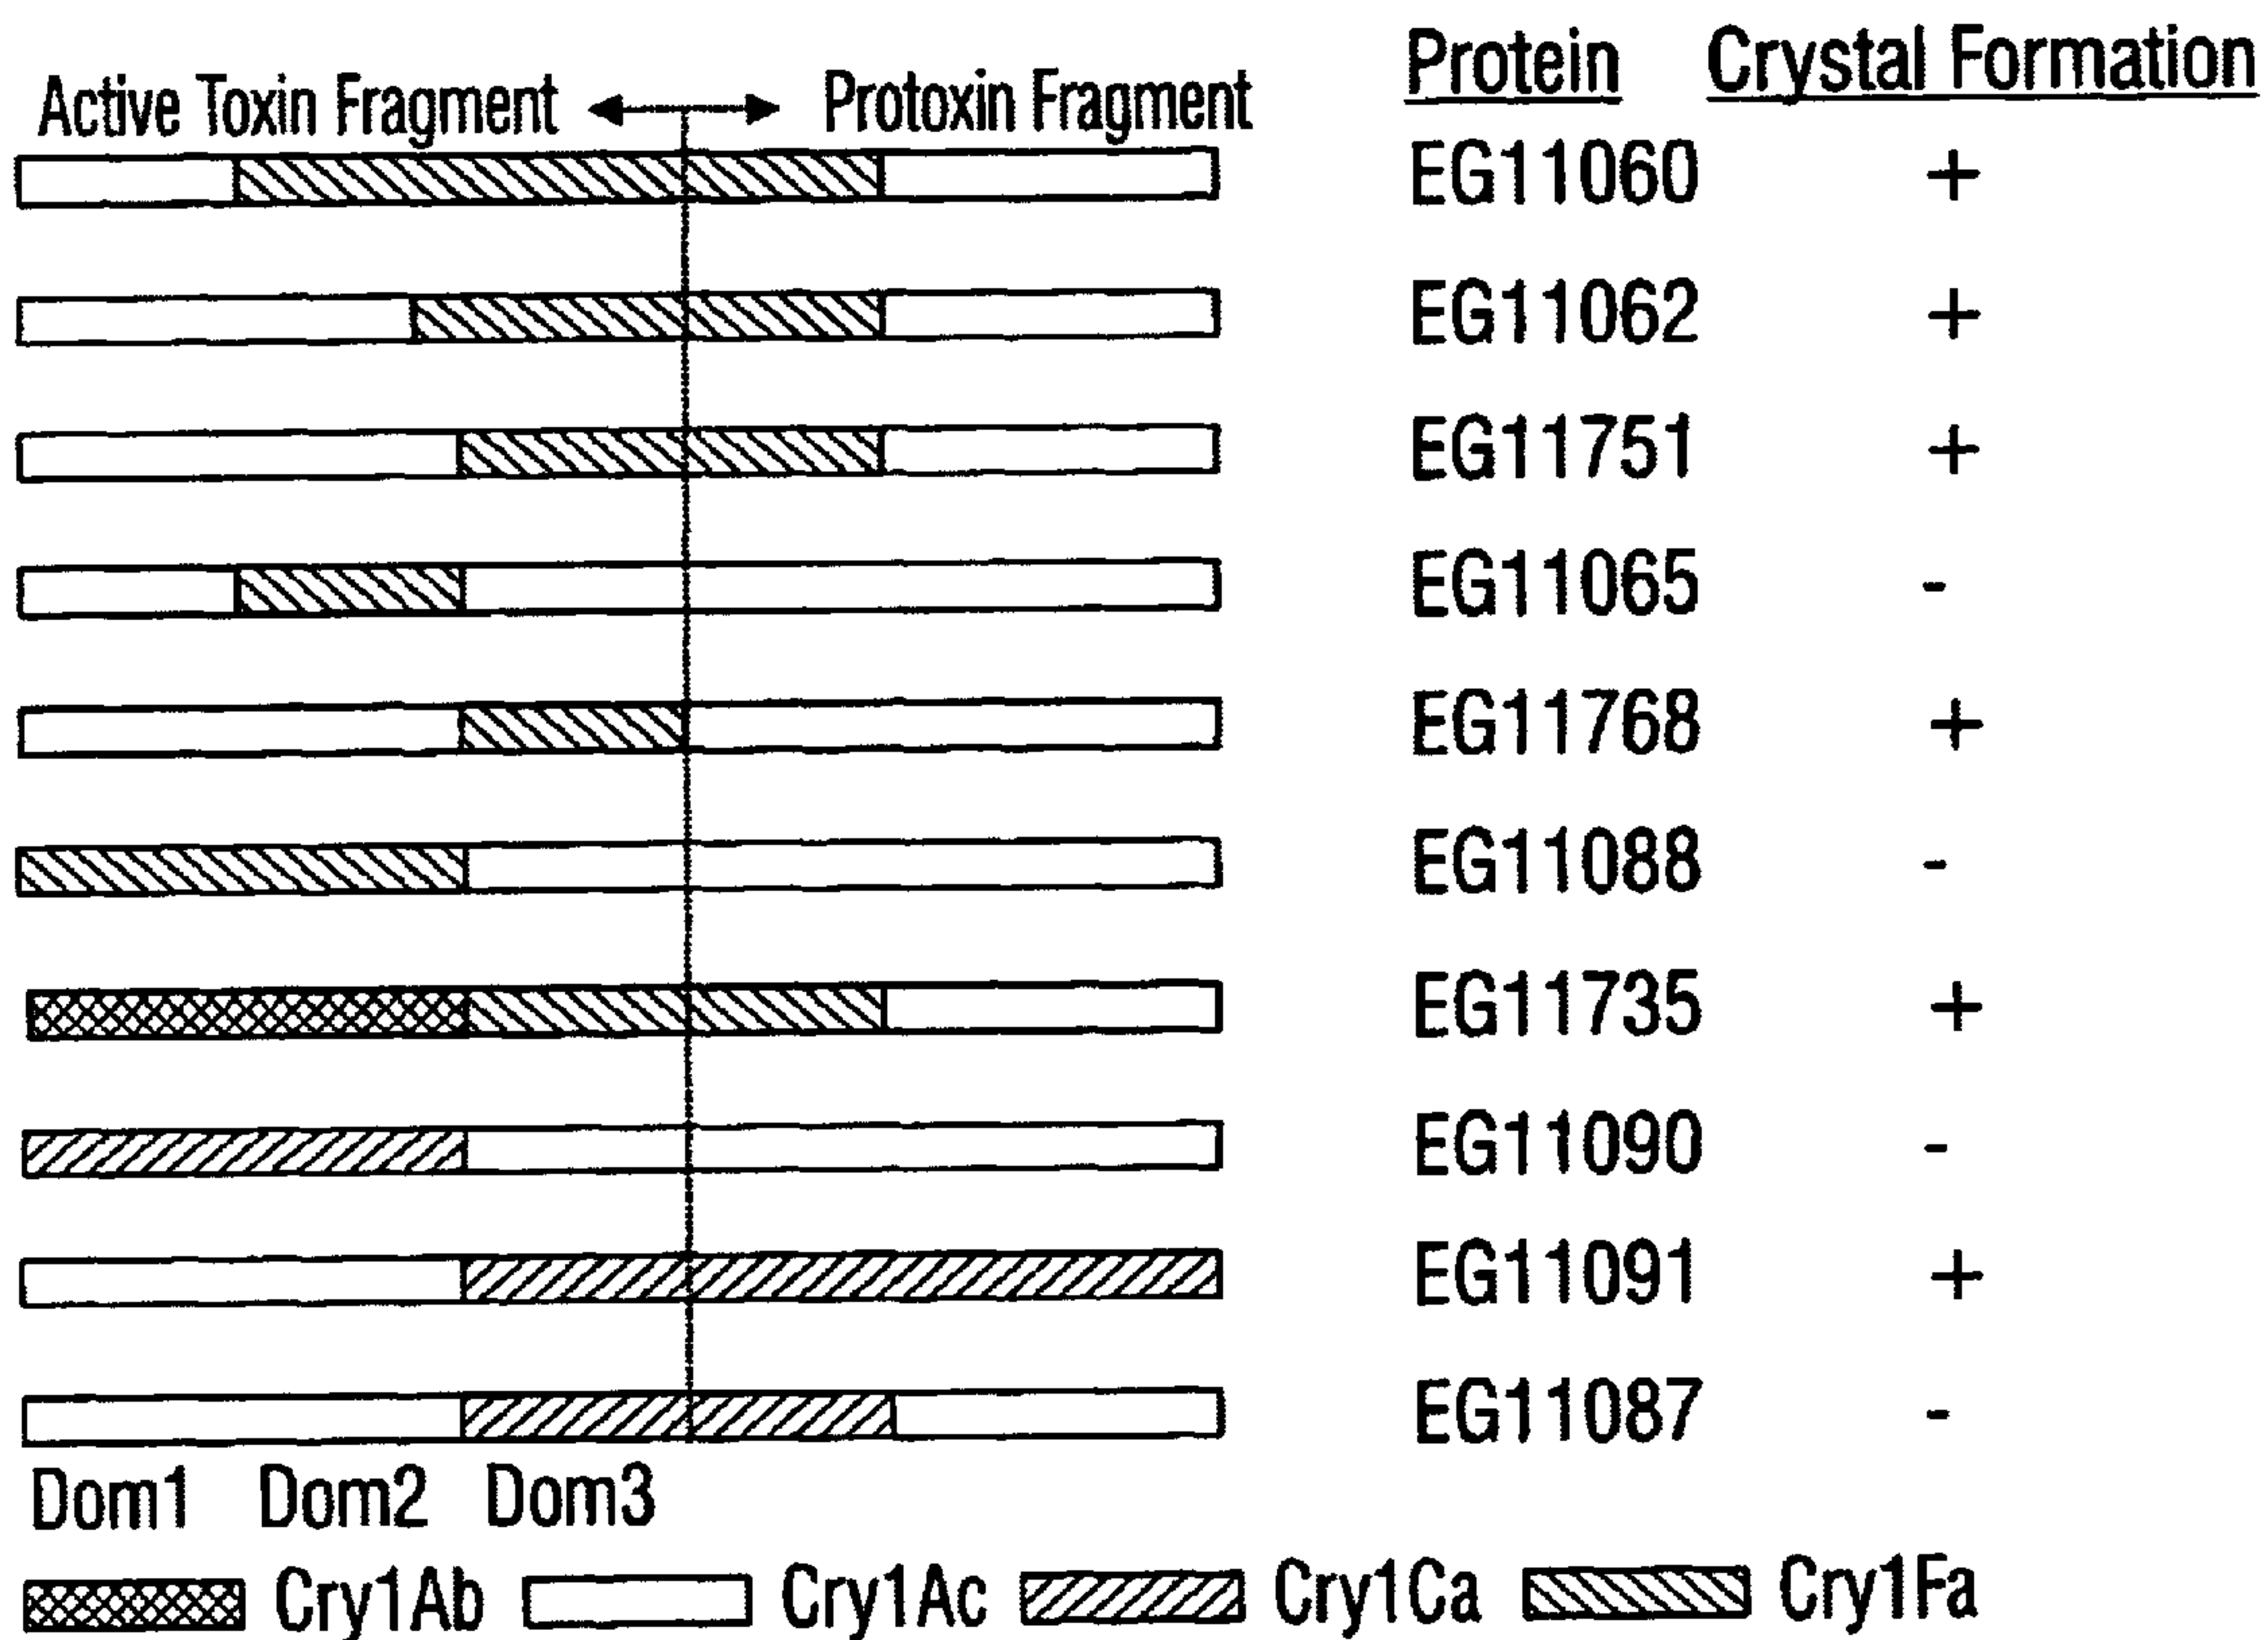 Protein Crystal Formation
Active Toxin Fragment Protoxin Fragment
EG11060 +
EG11062 +
EG11751 +
EG11065 -
EG11768 +
EG11088 -
EG11735 +
EG11090 -
EG11091 +
EG11087 -
Dom1 Dom2 Dom3
Cry1Ab Cry1Ac Cry1Ca Cry1Fa